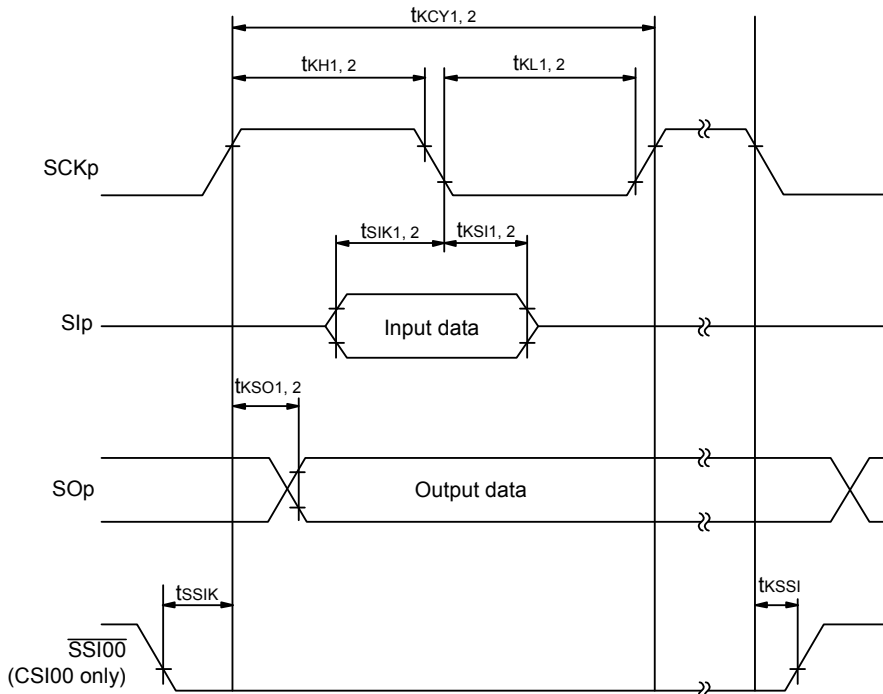 tKCY1, 2
tKH1, 2
tKL1, 2
SCKp
tSIK1, 2
tKSI1, 2
SIp
Input data
tKSO1, 2
SOp
Output data
tSSIK
tKSSI
SSI00
(CSI00 only)